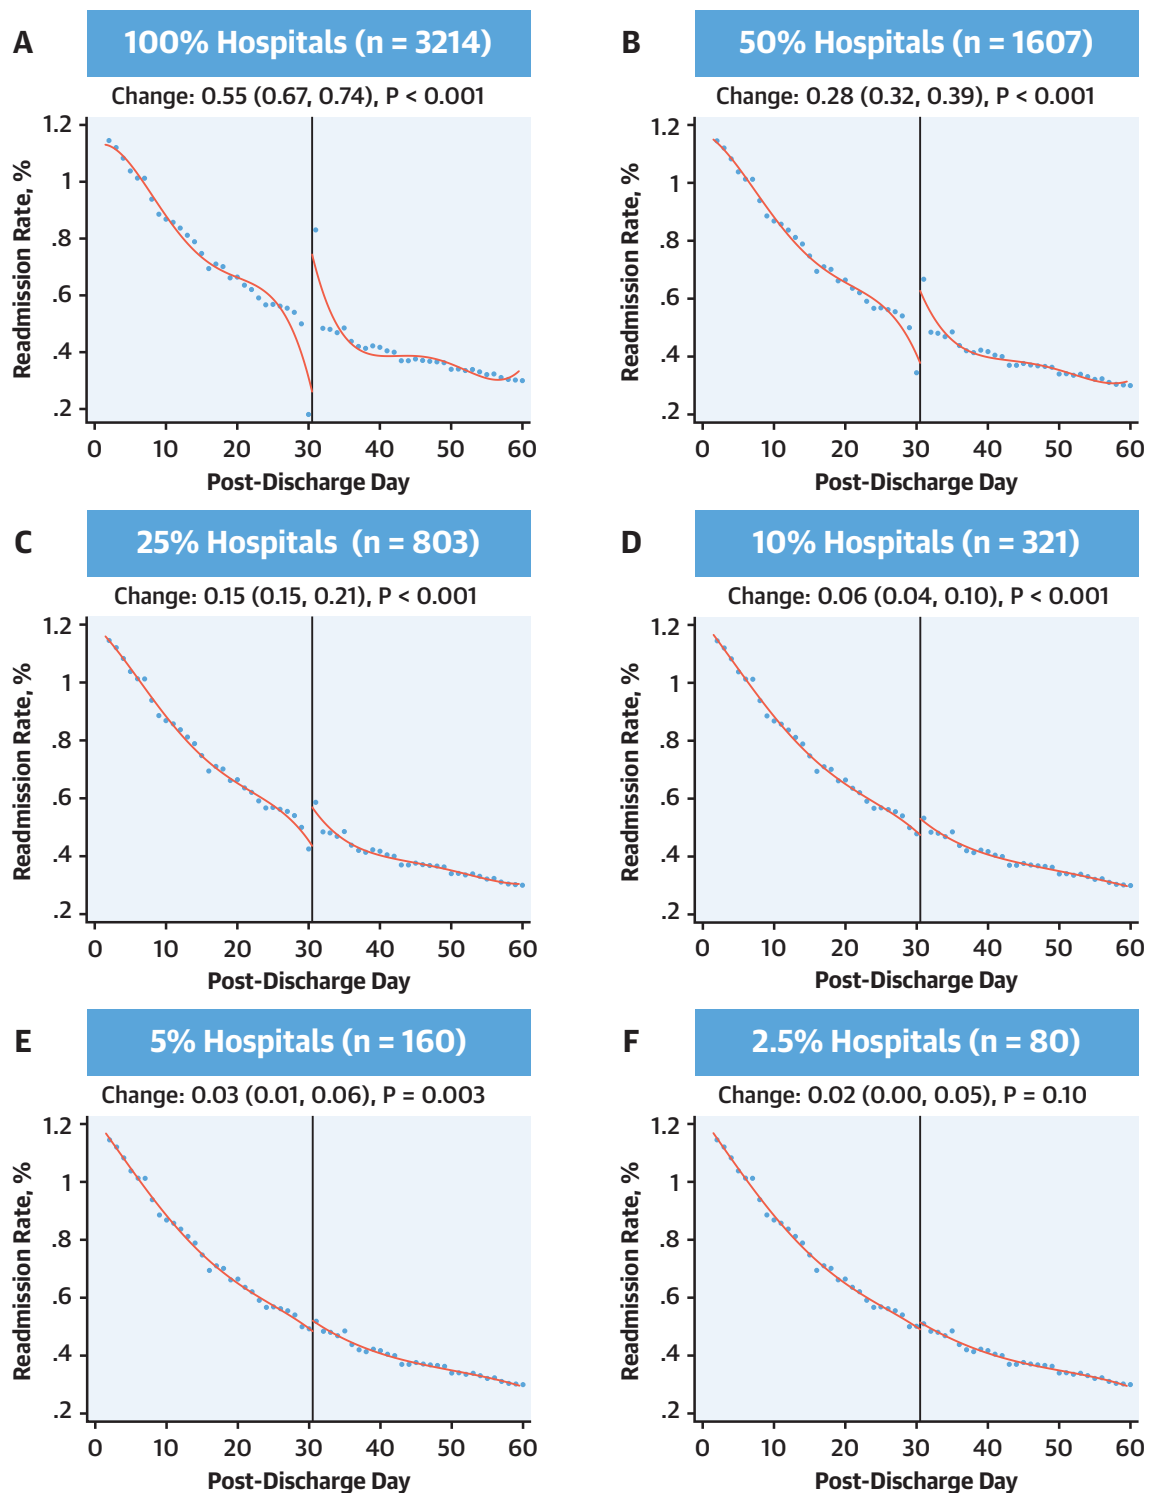 A
100% Hospitals (n = 3214)
Change: 0.55 (0.67, 0.74), P < 0.001
Readmission Rate, %
1.2
1
.8
.6
.4
.2
0 10 20 30 40 50 60
Post-Discharge Day
B
50% Hospitals (n = 1607)
Change: 0.28 (0.32, 0.39), P < 0.001
Readmission Rate, %
1.2
1
.8
.6
.4
.2
0 10 20 30 40 50 60
Post-Discharge Day
C
25% Hospitals (n = 803)
Change: 0.15 (0.15, 0.21), P < 0.001
Readmission Rate, %
1.2
1
.8
.6
.4
.2
0 10 20 30 40 50 60
Post-Discharge Day
D
10% Hospitals (n = 321)
Change: 0.06 (0.04, 0.10), P < 0.001
Readmission Rate, %
1.2
1
.8
.6
.4
.2
0 10 20 30 40 50 60
Post-Discharge Day
E
5% Hospitals (n = 160)
Change: 0.03 (0.01, 0.06), P = 0.003
Readmission Rate, %
1.2
1
.8
.6
.4
.2
0 10 20 30 40 50 60
Post-Discharge Day
F
2.5% Hospitals (n = 80)
Change: 0.02 (0.00, 0.05), P = 0.10
Readmission Rate, %
1.2
1
.8
.6
.4
.2
0 10 20 30 40 50 60
Post-Discharge Day